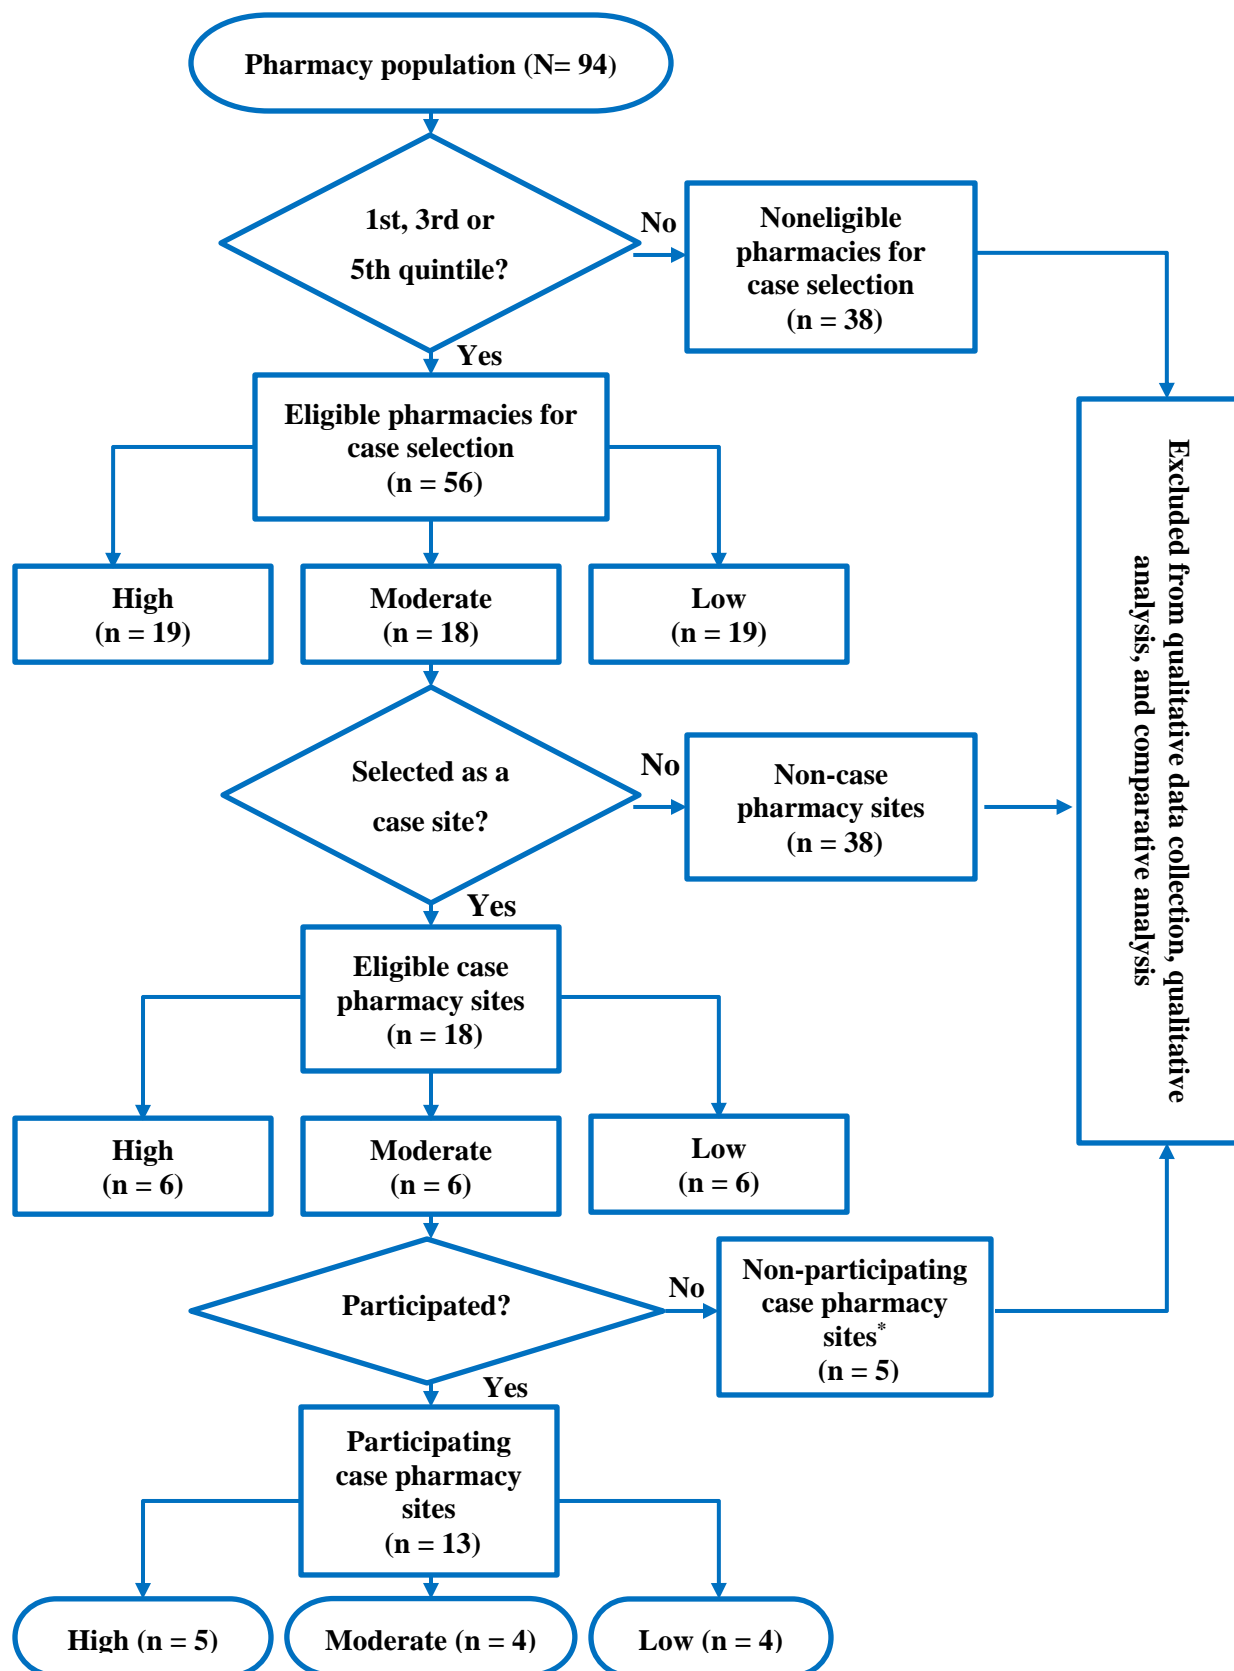 Pharmacy population (N= 94)
1st, 3rd or
5th quintile?
No
Noneligible
pharmacies for
case selection
(n = 38)
Yes
Eligible pharmacies for
case selection
(n = 56)
High
(n = 19)
Moderate
(n = 18)
Low
(n = 19)
Excluded from qualitative data collection, qualitative
analysis, and comparative analysis
Selected as a
case site?
No
Non-case
pharmacy sites
(n = 38)
Yes
Eligible case
pharmacy sites
(n = 18)
High
(n = 6)
Moderate
(n = 6)
Low
(n = 6)
Participated?
No
Non-participating
case pharmacy
sites*
(n = 5)
Yes
Participating
case pharmacy
sites
(n = 13)
High (n = 5)
Moderate (n = 4)
Low (n = 4)